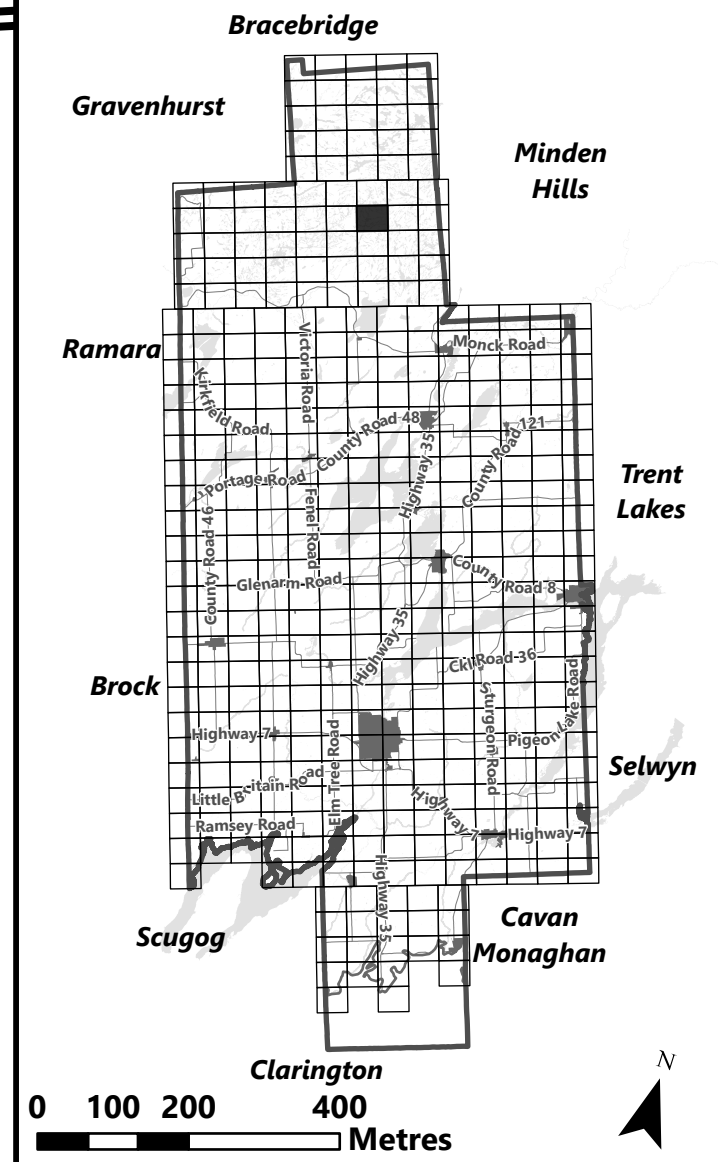 Bracebridge
Gravenhurst
Minden
Hills
Ramara
Victoria Road
Monck Road
Kirkfield Road
County Road 48
Highway 35
County Road 121
Portage Road
Trent
Lakes
Fenel Road
County Road 46
Glenarm Road
County Road 8
Highway 35
Ckl Road 36
Brock
Sturgeon Road
Pigeon Lake Road
Highway 7
Elm Tree Road
Selwyn
Little Britain Road
Ramsey Road
Highway 7
Highway 7
Highway 35
Scugog
Cavan
Monaghan
Clarington
N
0 100 200 400
Metres